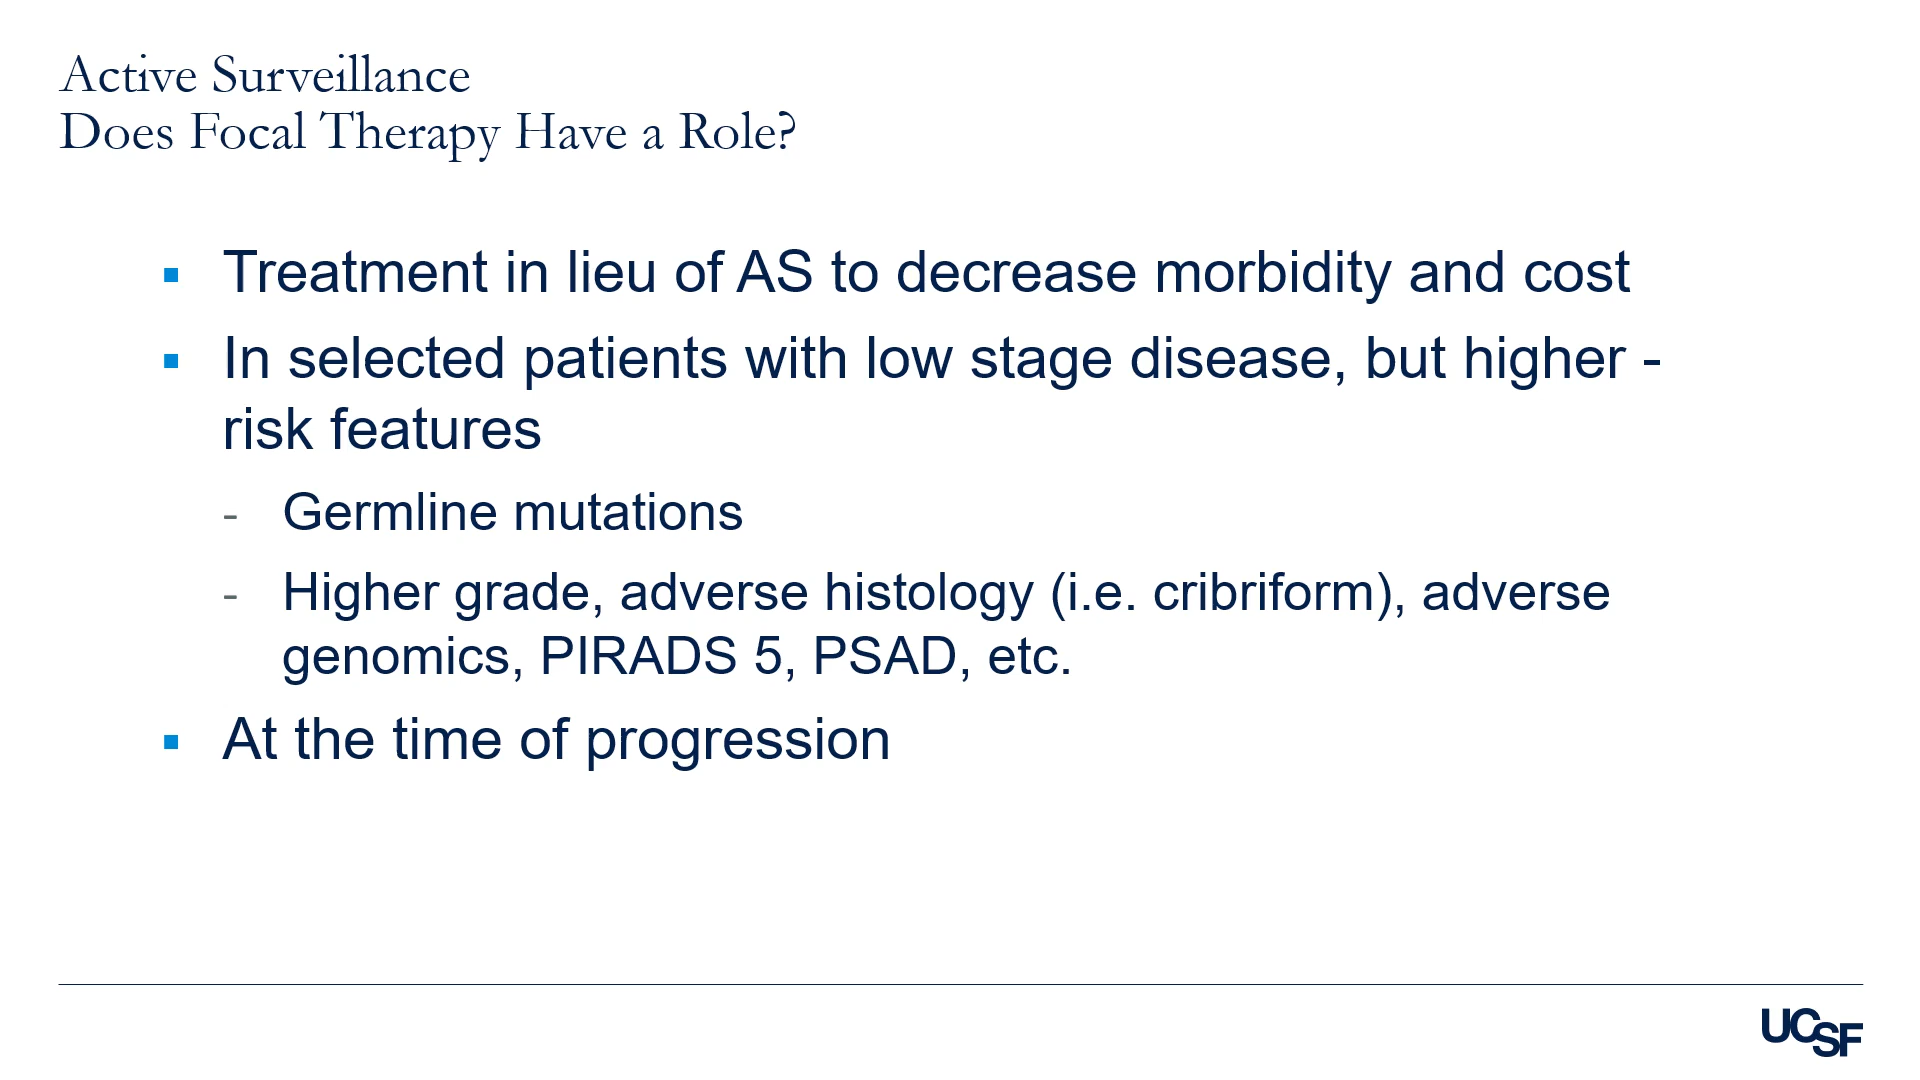 Active Surveillance
Does Focal Therapy Have a Role?
▪ Treatment in lieu of AS to decrease morbidity and cost
▪ In selected patients with low stage disease, but higher -
risk features
- Germline mutations
- Higher grade, adverse histology (i.e. cribriform), adverse
genomics, PIRADS 5, PSAD, etc.
▪ At the time of progression
UCSF